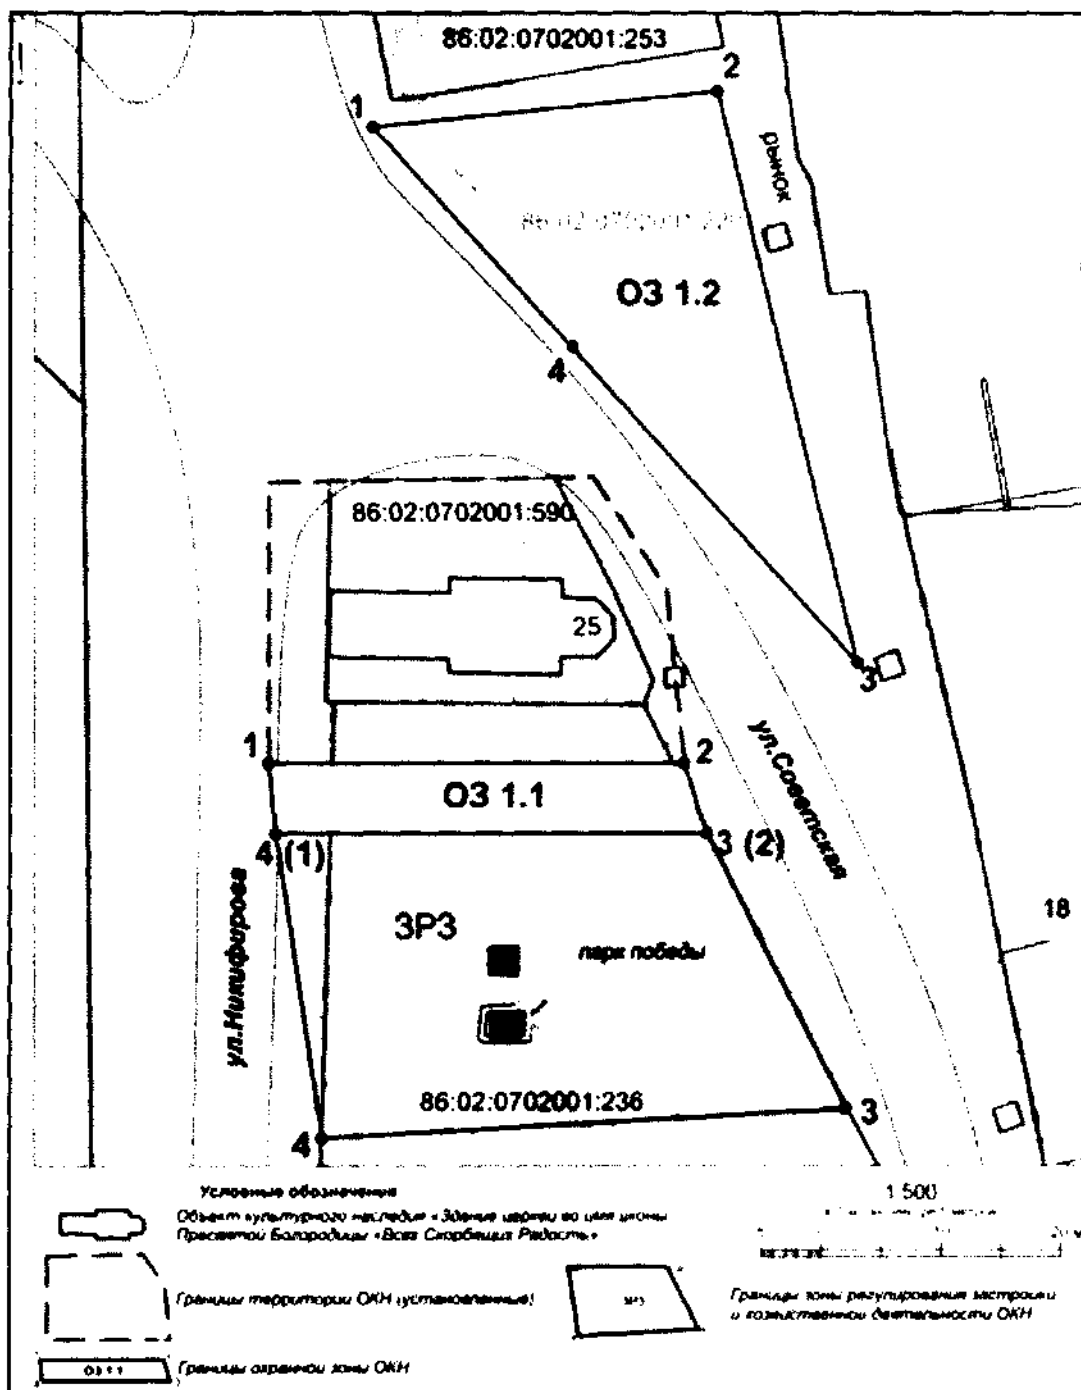 86:02:0702001:253
2
1
рынок
86:02:0702001:22
ОЗ 1.2
4
86:02:0702001:590
25
3
1
2
ул.Советская
ОЗ 1.1
4 (1)
3 (2)
ул.Никифирова
ЗРЗ
парк победы
18
86:02:0702001:236
3
4
Условные обозначения
1:500
Объект культурного наследия «Здание церкви во имя иконы
Пресвятой Богородицы «Всех Скорбящих Радость»
Границы территории ОКН (установленные)
ЗРЗ
Границы зоны регулирования застройки
и хозяйственной деятельности ОКН
ОЗ 1.1
Границы охранной зоны ОКН